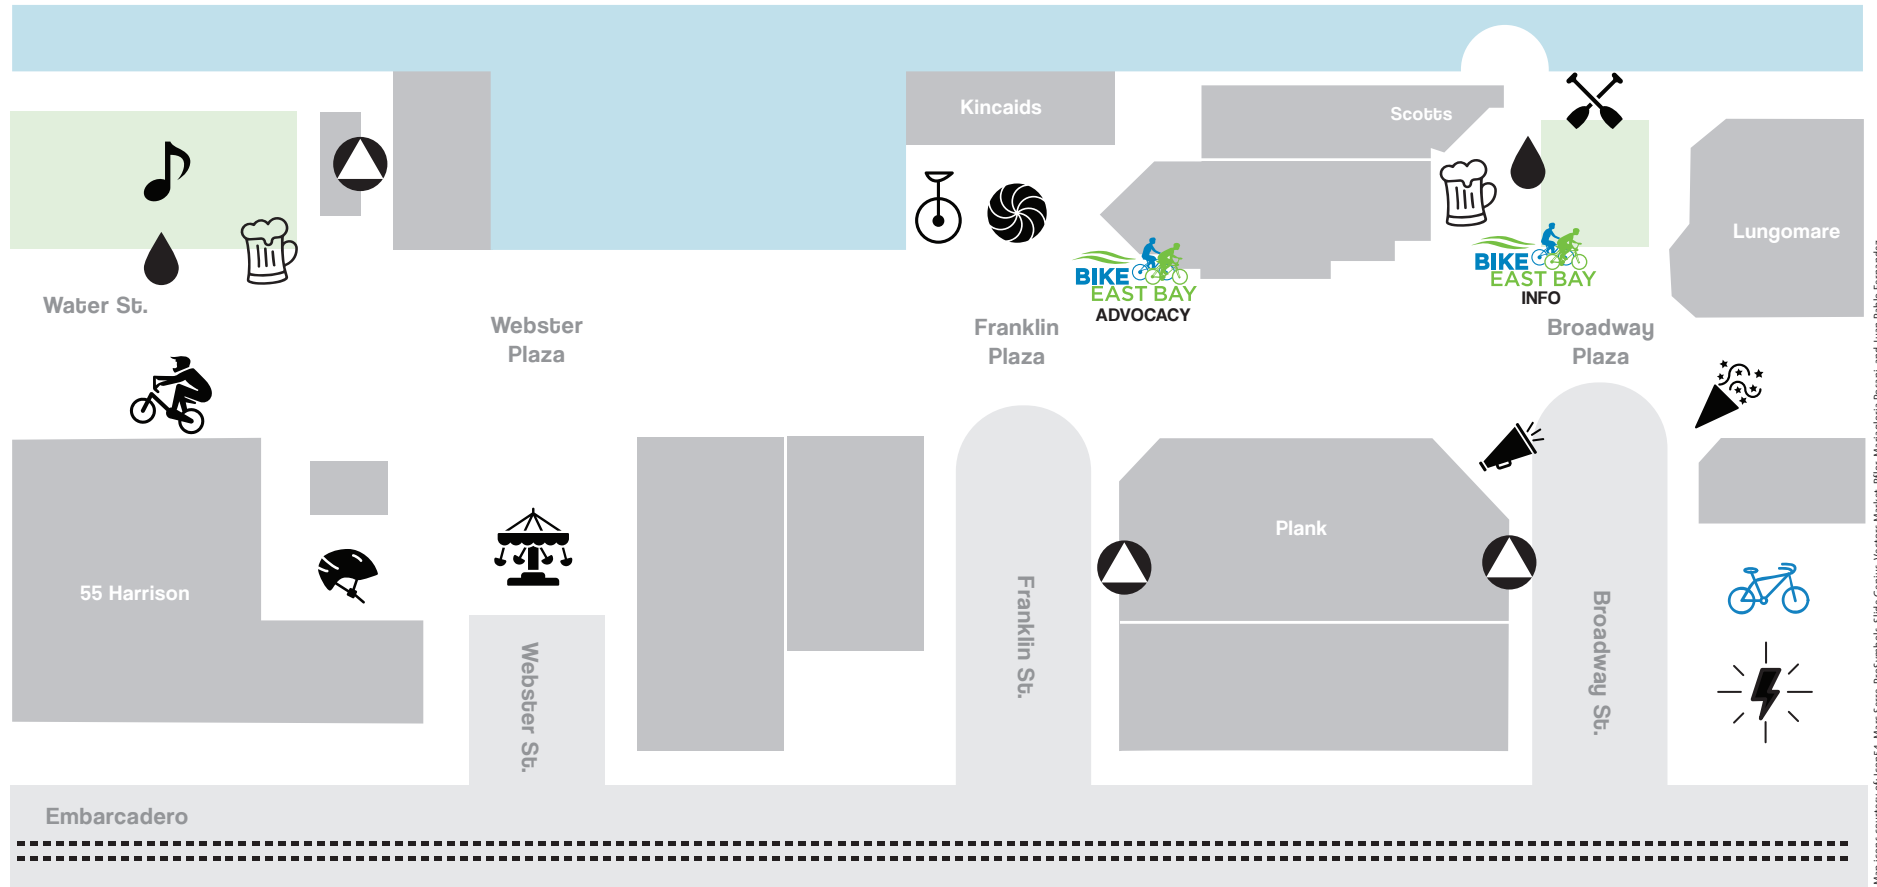 Kincaids
Scotts
Lungomare
BIKE
EAST BAY
ADVOCACY
BIKE
EAST BAY
INFO
Water St.
Webster
Plaza
Franklin
Plaza
Broadway
Plaza
Plank
55 Harrison
Webster St.
Franklin St.
Broadway St.
Embarcadero